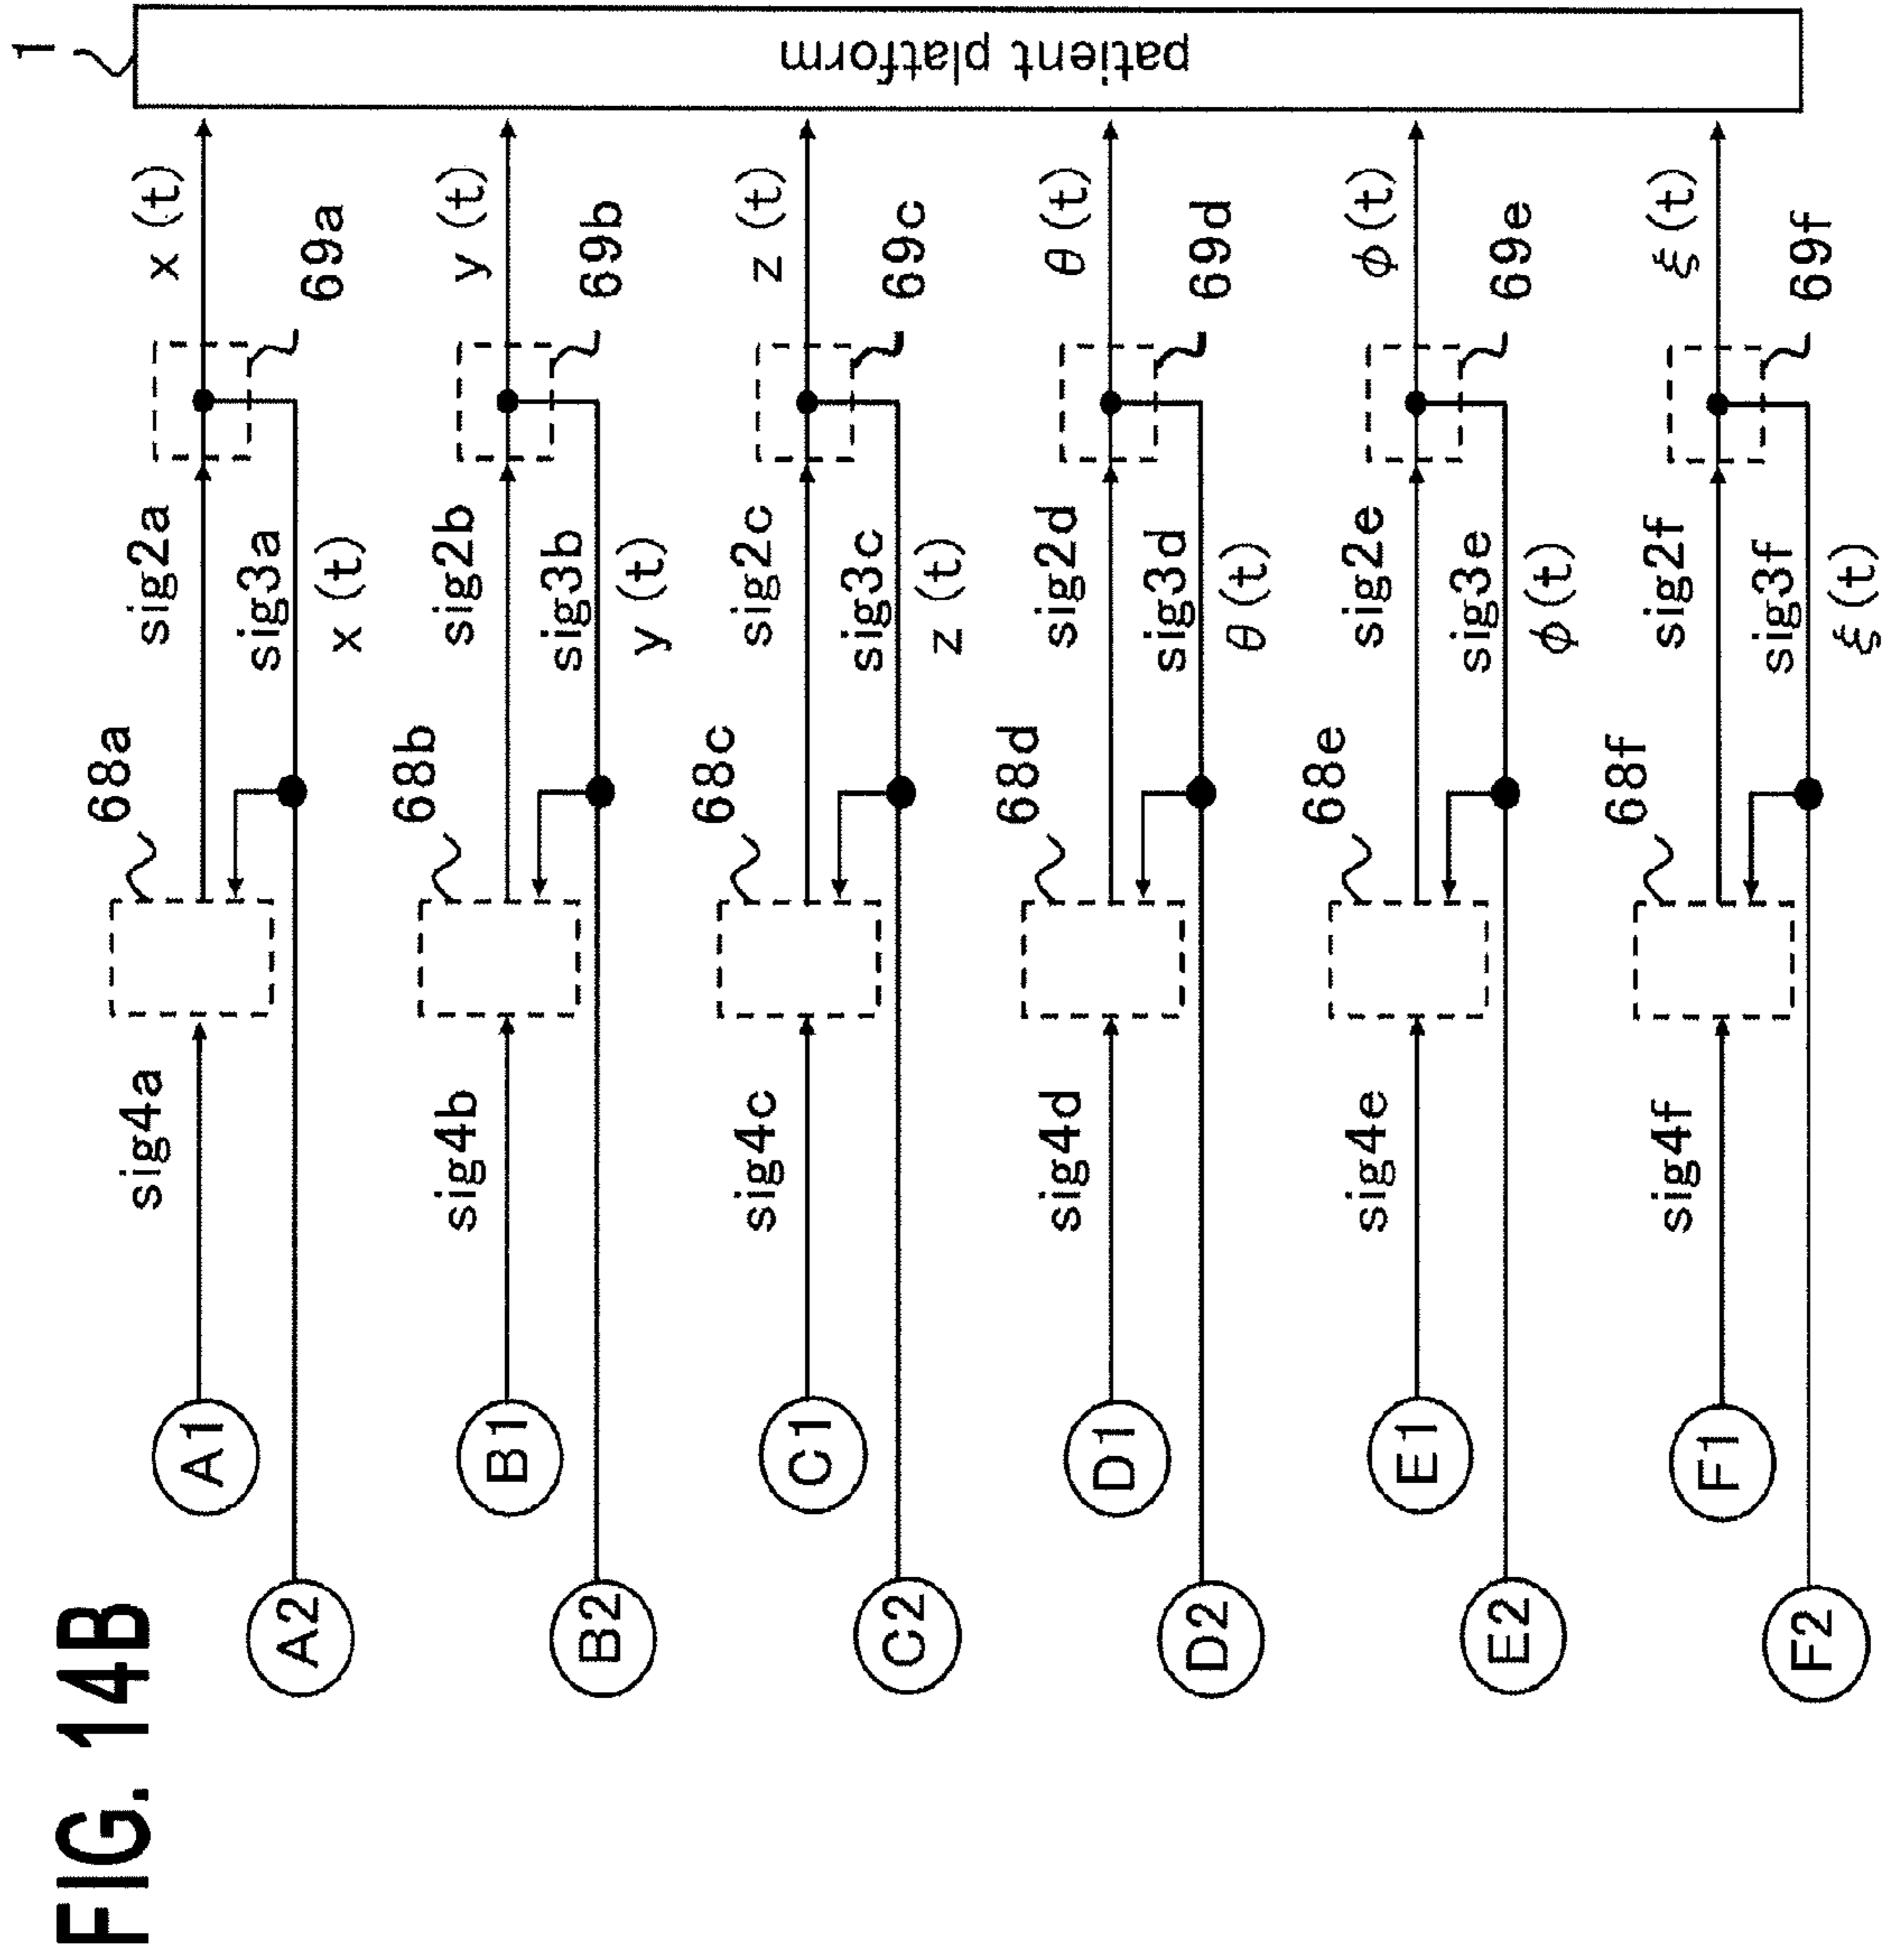 FIG. 14B
1
patient platform
A1
sig4a
68a
sig2a
x (t)
69a
sig3a
x (t)
A2
B1
sig4b
68b
sig2b
y (t)
69b
sig3b
y (t)
B2
C1
sig4c
68c
sig2c
z (t)
69c
sig3c
z (t)
C2
D1
sig4d
68d
sig2d
θ (t)
69d
sig3d
θ (t)
D2
E1
sig4e
68e
sig2e
ϕ (t)
69e
sig3e
ϕ (t)
E2
F1
sig4f
68f
sig2f
ξ (t)
69f
sig3f
ξ (t)
F2